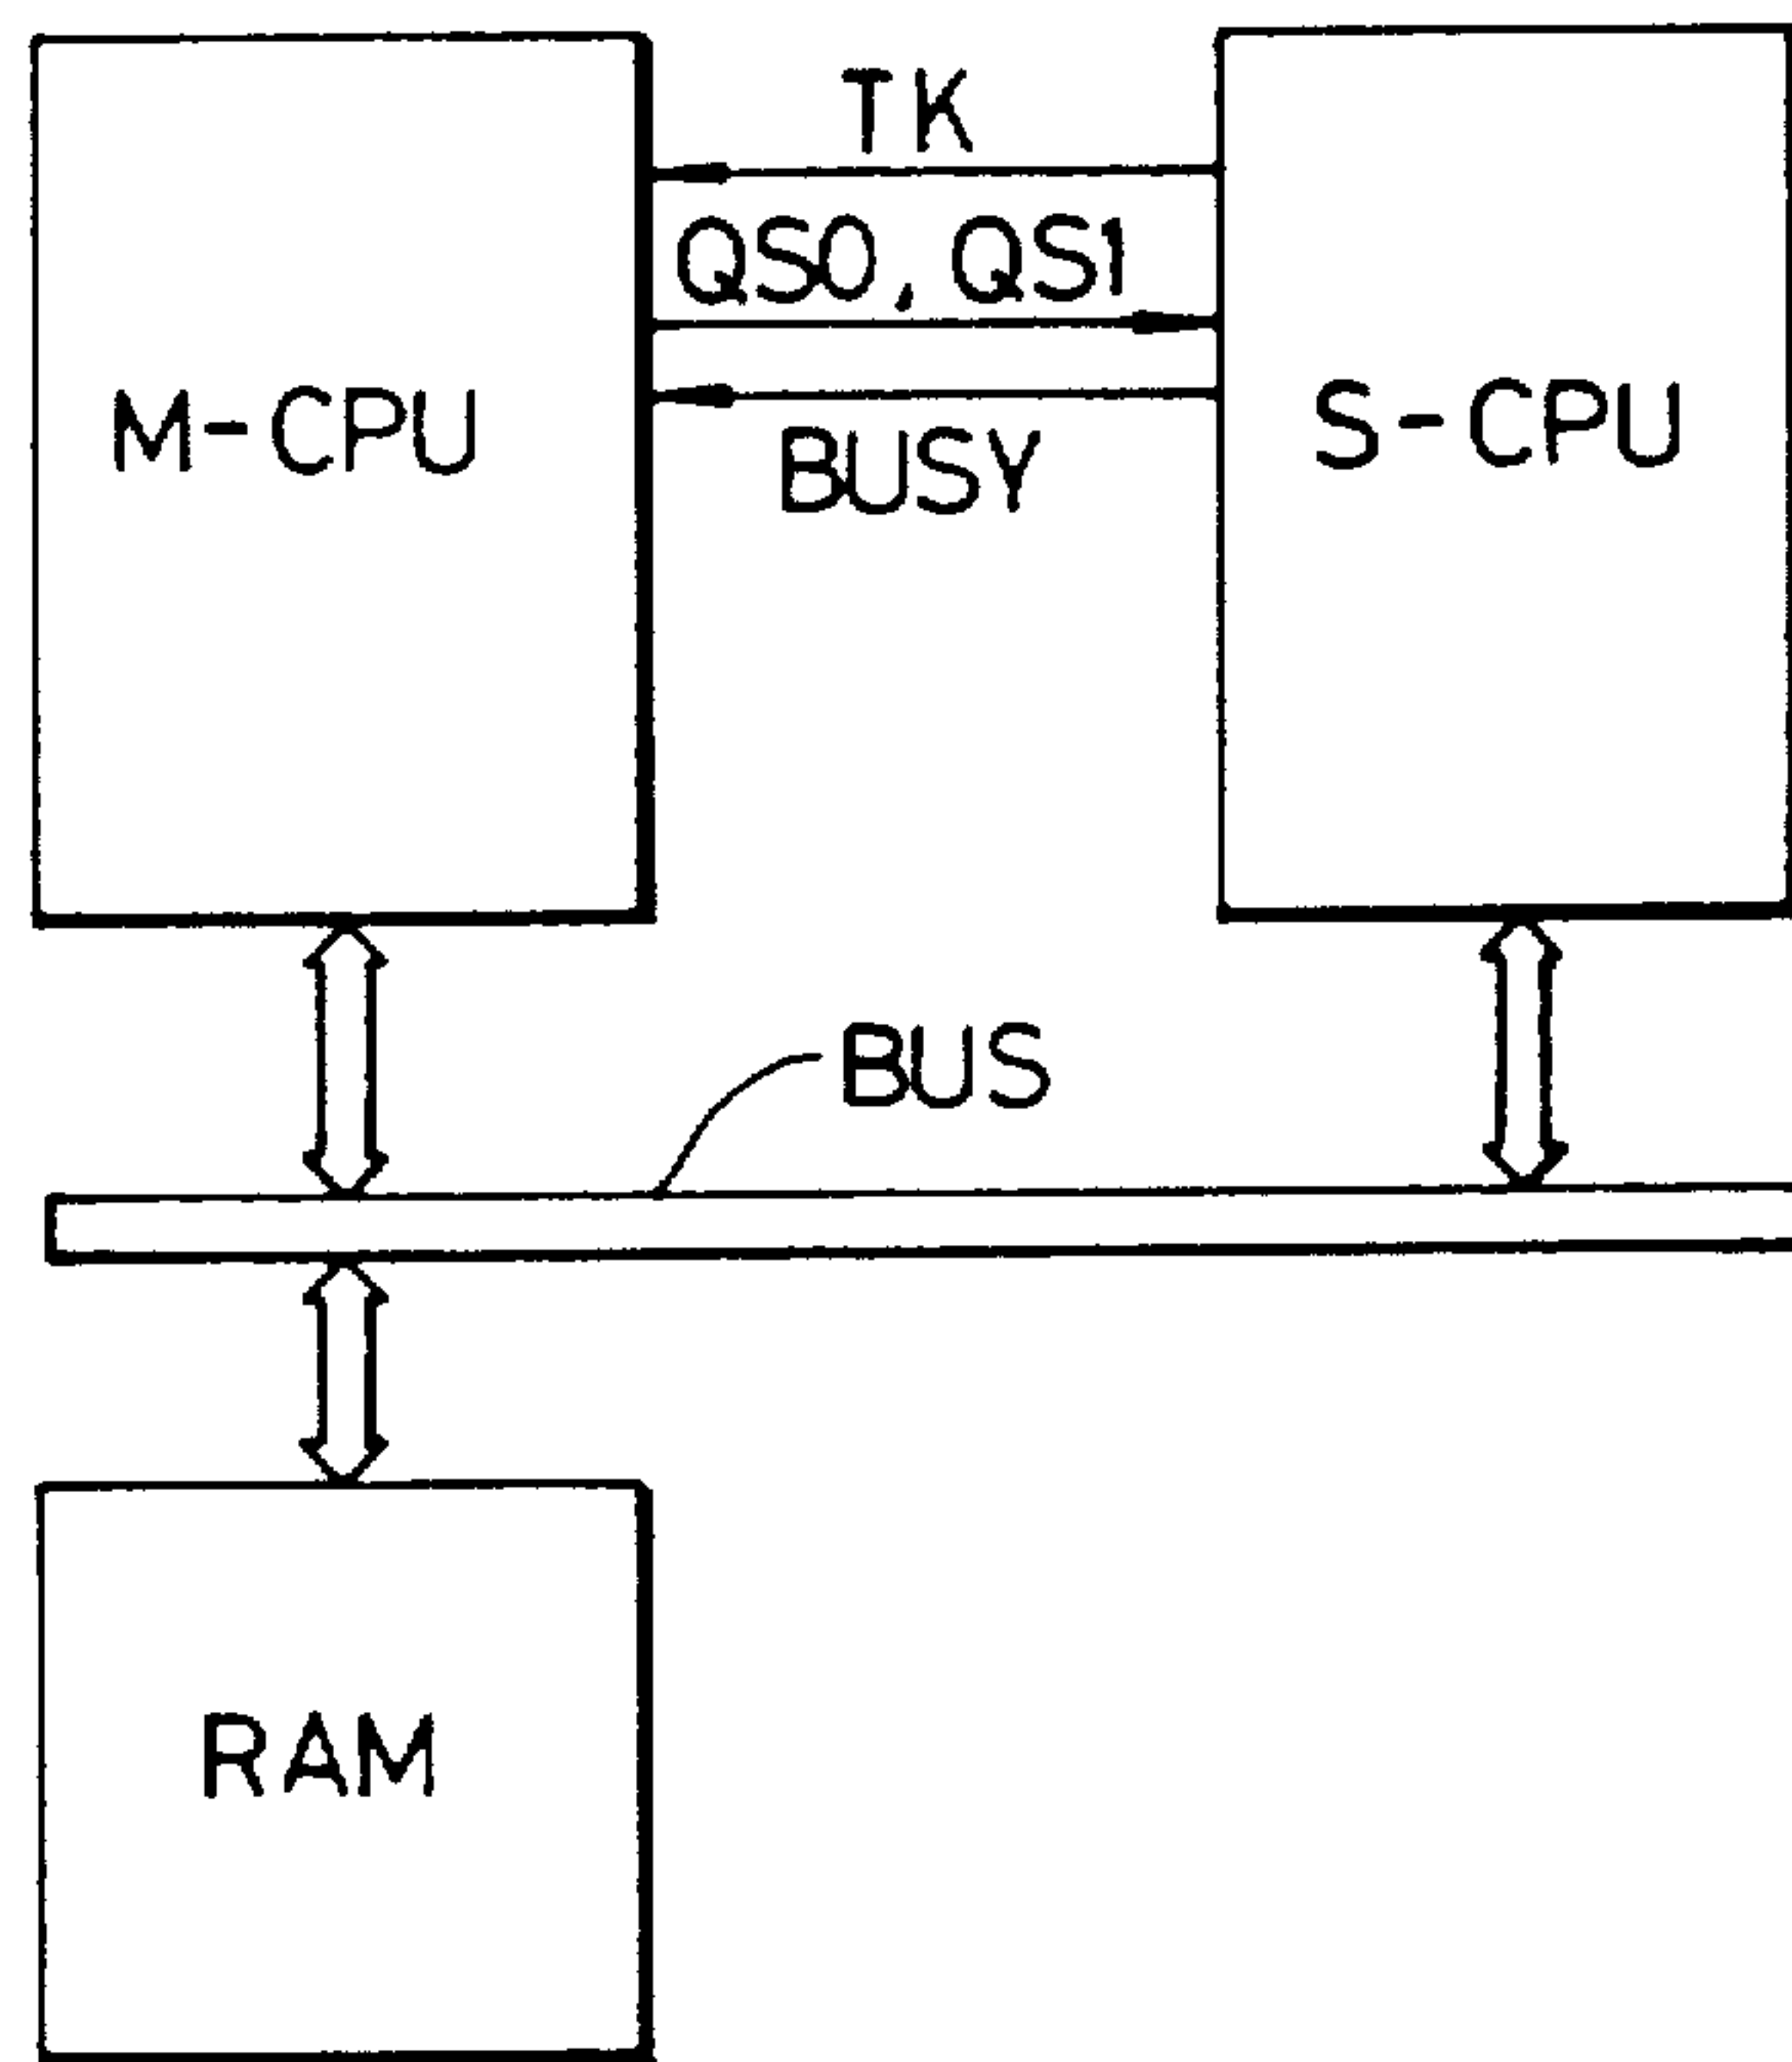 TK
QS0, QS1
M-CPU
S-CPU
BUSY
BUS
RAM